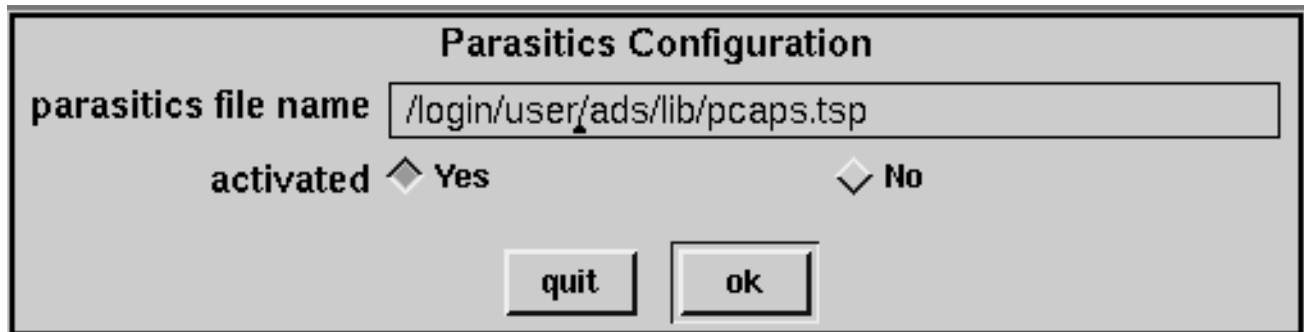 Parasitics Configuration
parasitics file name /login/user/ads/lib/pcaps.tsp
activated Yes No
quit ok